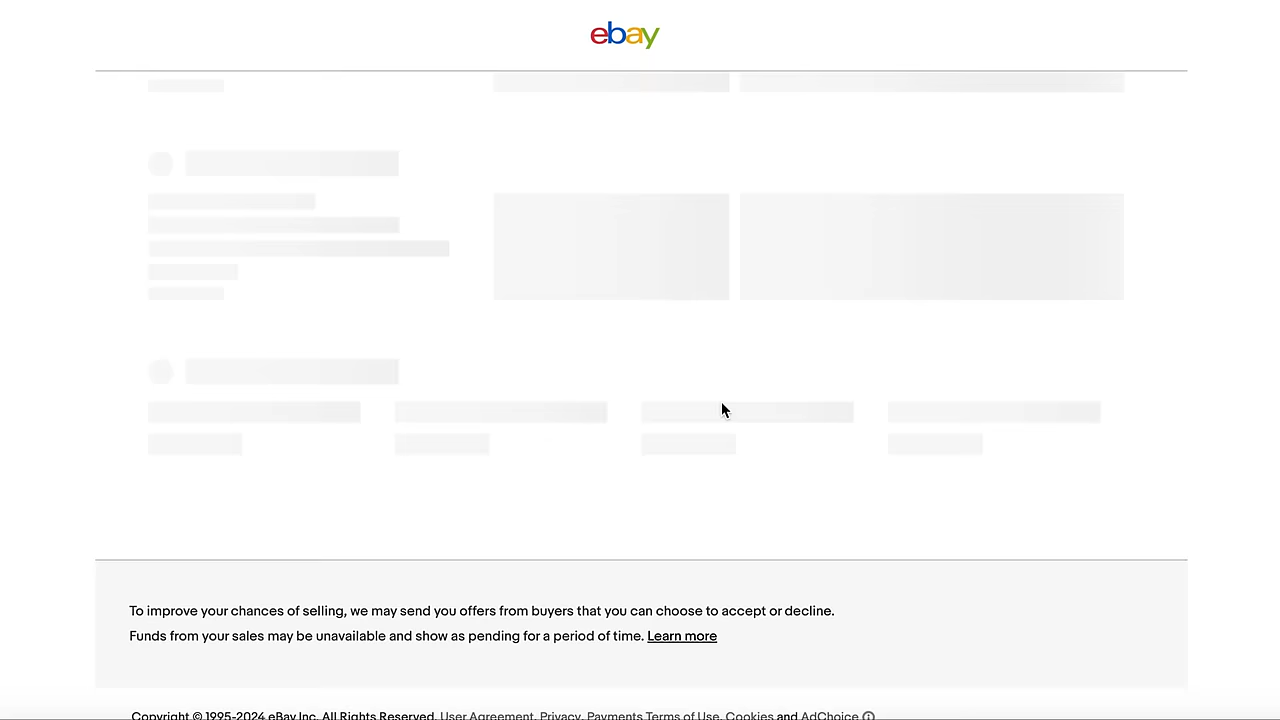 ebay
To improve your chances of selling, we may send you offers from buyers that you can choose to accept or decline.
Funds from your sales may be unavailable and show as pending for a period of time. Learn more
Copyright © 1995-2024 eBay Inc. All Rights Reserved. User Agreement, Privacy, Payments Terms of Use, Cookies and AdChoice